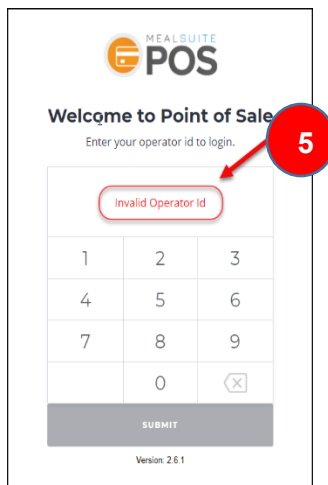 MEALSUITE
POS
Welcome to Point of Sale
Enter your operator id to login.
5
Invalid Operator Id
1 2 3
4 5 6
7 8 9
0
SUBMIT
Version: 2.6.1